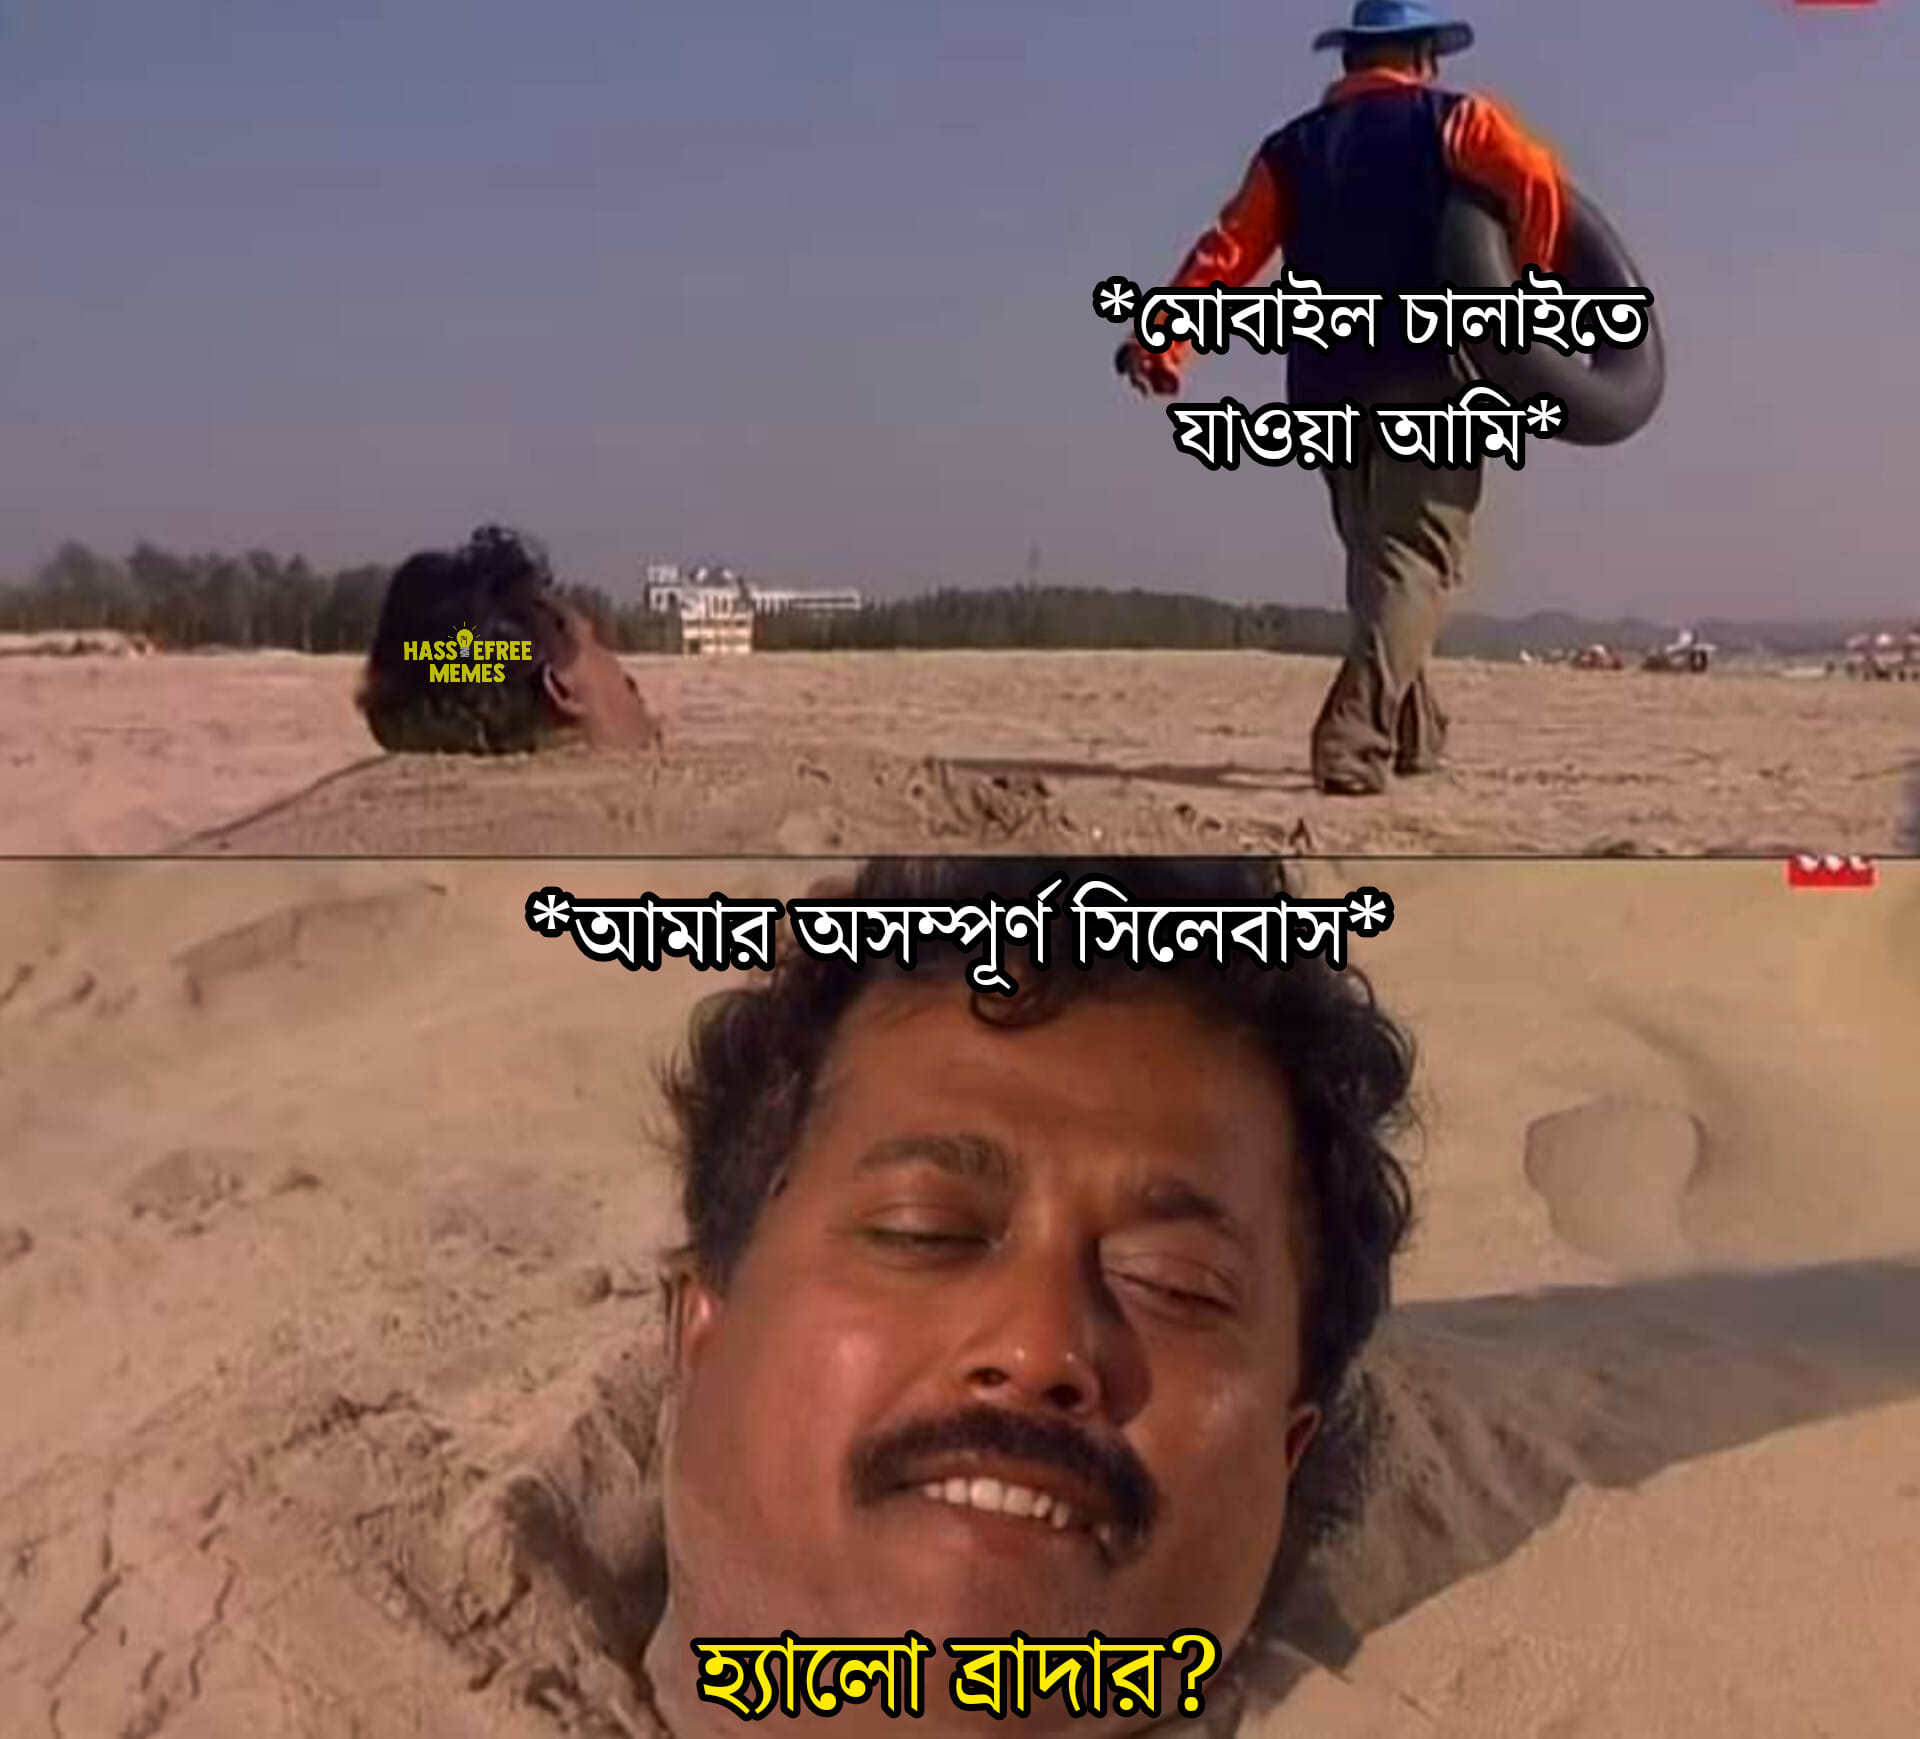 *মোবাইল চালাইতে
যাওয়া আমি*
HASSLEFREE
MEMES
*আমার অসম্পূর্ণ সিলেবাস*
হ্যালো ব্রাদার?